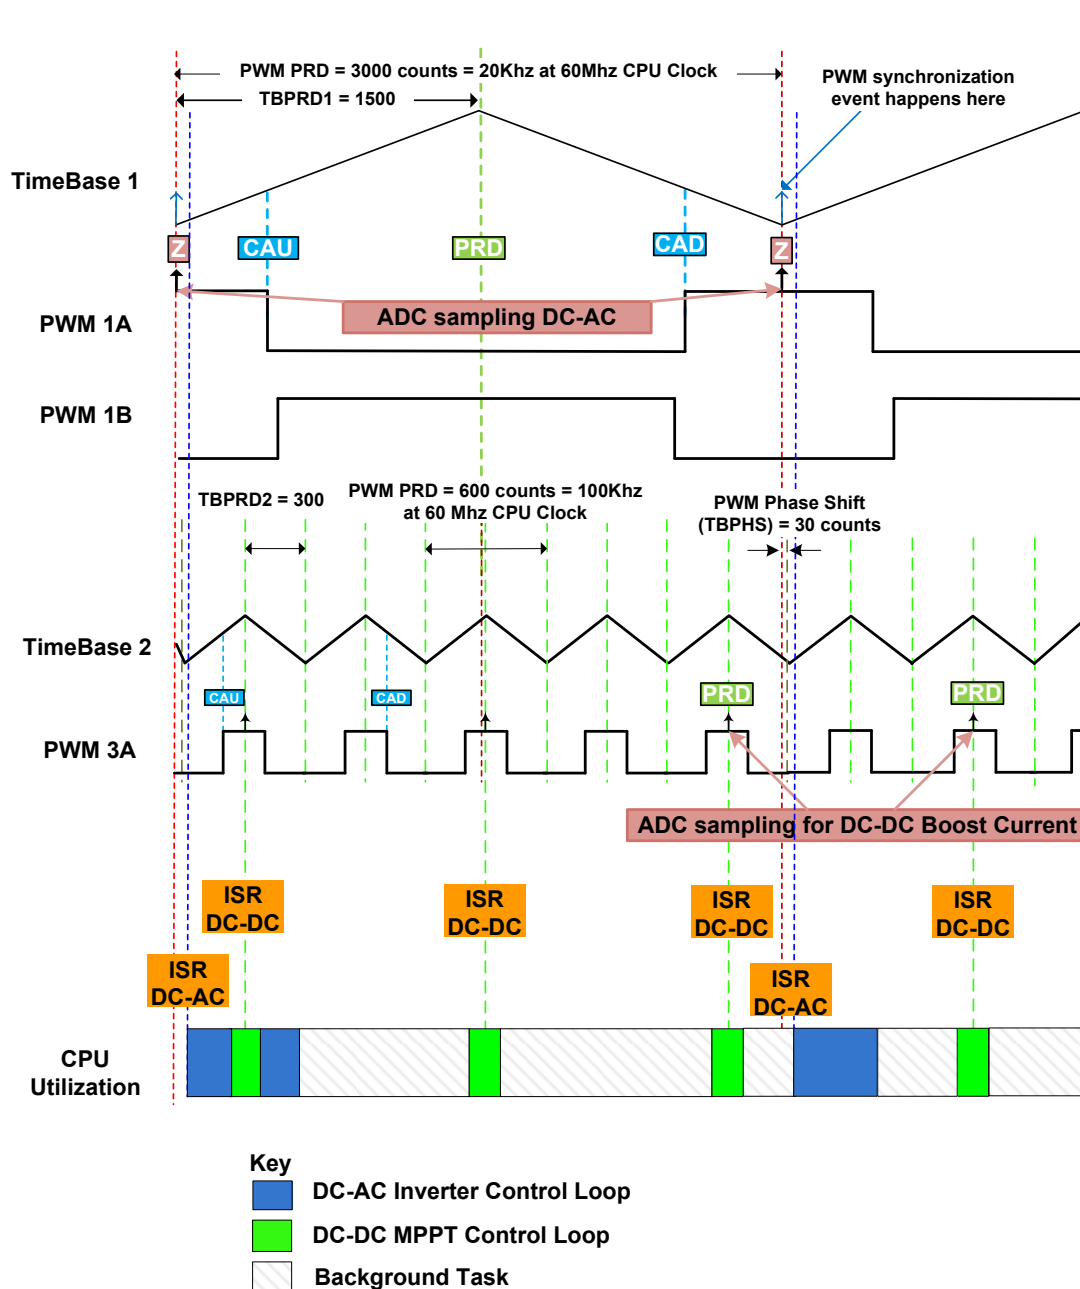 PWM PRD = 3000 counts = 20Khz at 60Mhz CPU Clock
PWM synchronization
event happens here
TBPRD1 = 1500
TimeBase 1
Z
CAU
PRD
CAD
Z
PWM 1A
ADC sampling DC-AC
PWM 1B
TBPRD2 = 300
PWM PRD = 600 counts = 100Khz
at 60 Mhz CPU Clock
PWM Phase Shift
(TBPHS) = 30 counts
TimeBase 2
CAU
CAD
PRD
PRD
PWM 3A
ADC sampling for DC-DC Boost Current
ISR
DC-DC
ISR
DC-DC
ISR
DC-DC
ISR
DC-DC
ISR
DC-AC
ISR
DC-AC
CPU
Utilization
Key
DC-AC Inverter Control Loop
DC-DC MPPT Control Loop
Background Task